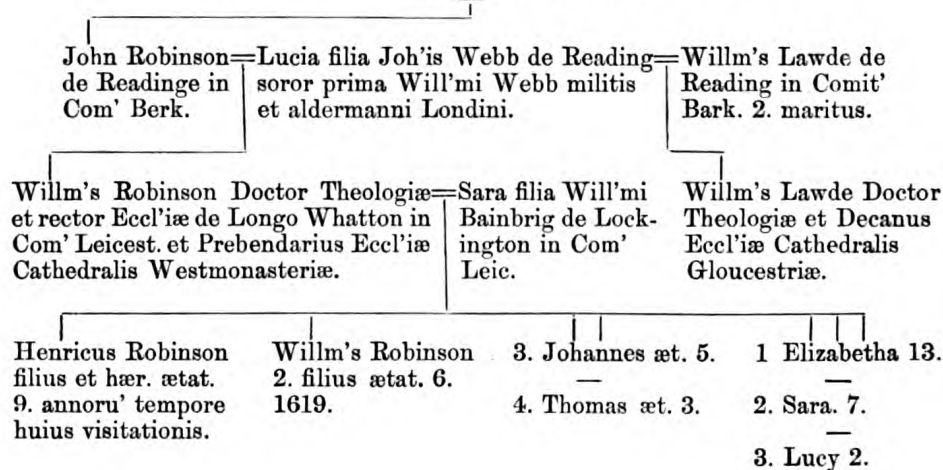 John Robinson=Lucia filia Joh'is Webb de Reading=Willm's Lawde de
de Readinge in soror prima Will'mi Webb militis Reading in Comit'
Com' Berk. et aldermanni Londini. Bark. 2. maritus.
Willm's Robinson Doctor Theologiæ=Sara filia Will'mi Willm's Lawde Doctor
et rector Eccl'iæ de Longo Whatton in Bainbrig de Lock- Theologiæ et Decanus
Com' Leicest. et Prebendarius Eccl'iæ ington in Com' Eccl'iæ Cathedralis
Cathedralis Westmonasteriæ. Leic. Gloucestriæ.
Henricus Robinson Willm's Robinson 3. Johannes æt. 5. 1 Elizabetha 13.
filius et hær. ætat. 2. filius ætat. 6.
9. annoru' tempore 1619. 4. Thomas æt. 3. 2. Sara. 7.
huius visitationis.
3. Lucy 2.